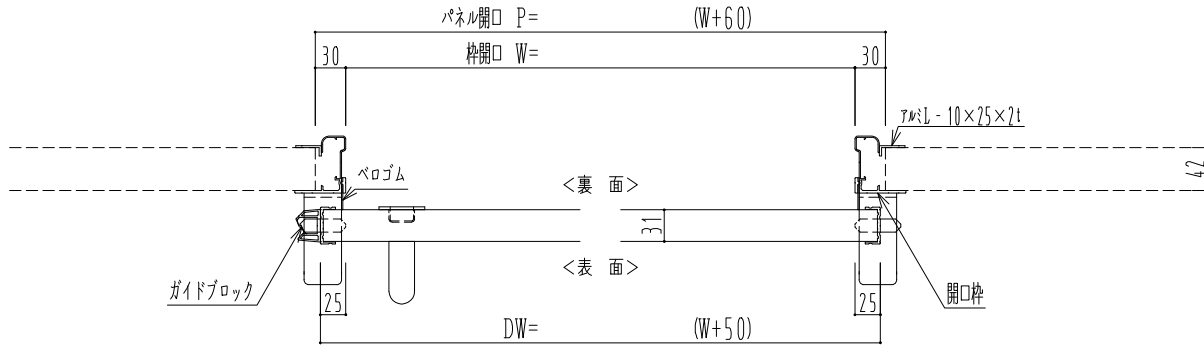 パネル開口 P= (W+60)
30 枠開口 W= 30
アルミL - 10×25×2t
ベロゴム
42
<裏 面>
31
<表 面>
ガイドブロック
開口枠
25 25
DW= (W+50)